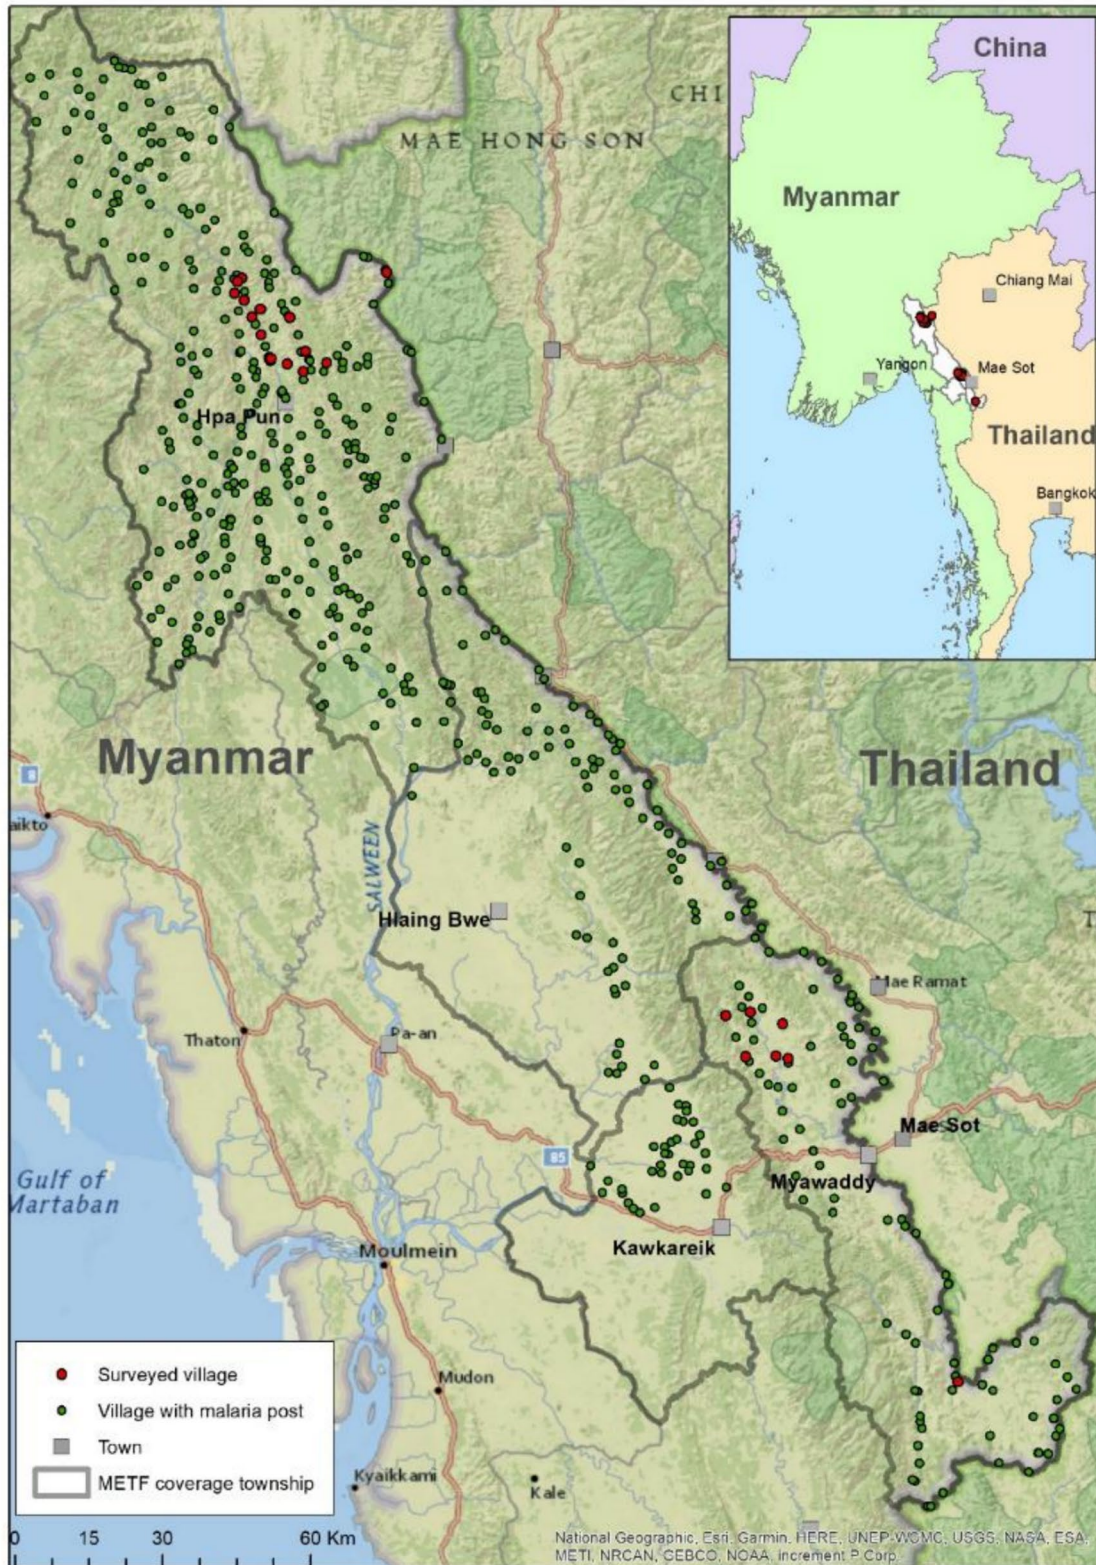 China
CHI
MAE HONG SON
Myanmar
Chiang Mai
Yangon
Mae Sot
Thailand
Bangkok
Hpa Pun
Myanmar
Thailand
8
aikto
SALWEEN
Hlaing Bwe
T
Mae Ramat
Thaton
Pa-an
Mae Sot
85
Myawaddy
Gulf of
Martaban
Kawkareik
Moulmein
Surveyed village
Village with malaria post
Town
METF coverage township
Mudon
Kyaikkami
Kale
0 15 30 60 Km
National Geographic, Esri, Garmin, HERE, UNEP-WCMC, USGS, NASA, ESA,
METI, NRCAN, GEBCO, NOAA, increment P Corp.